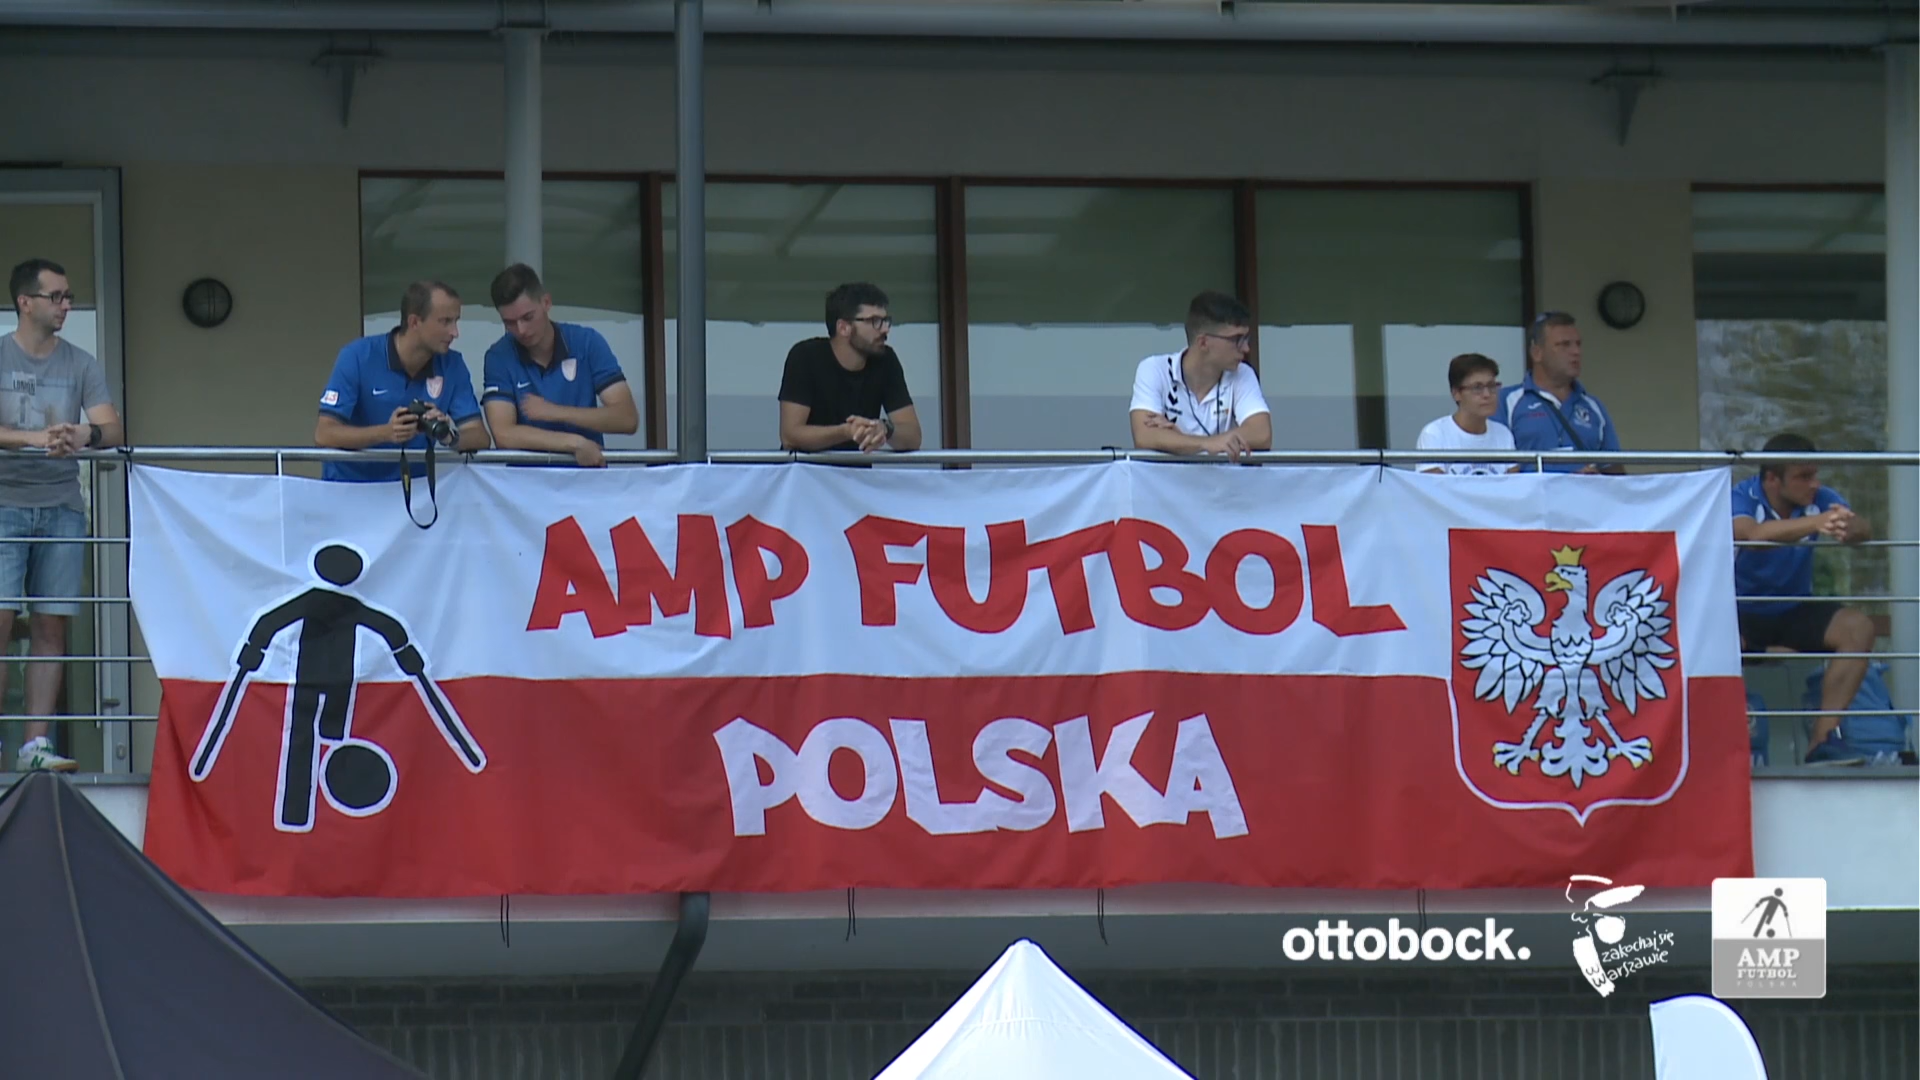 AMP FUTBOL
POLSKA
ottobock.
zakochaj się
w Warszawie
AMP
FUTBOL
POLSKA